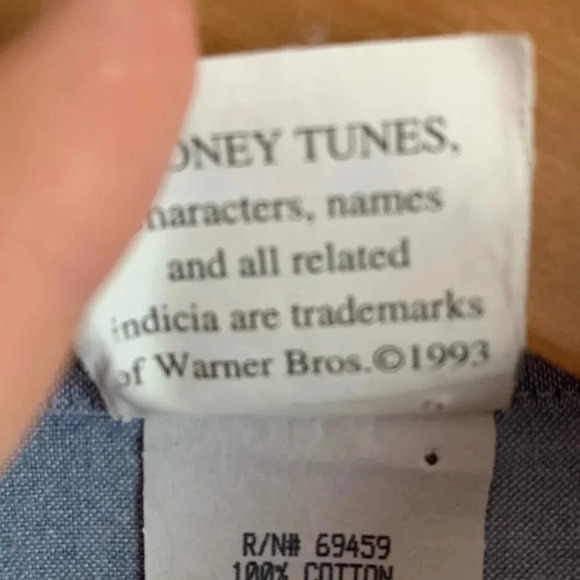 ONEY TUNES,
haracters, names
and all related
indicia are trademarks
of Warner Bros.©1993
R/N# 69459
100% COTTON